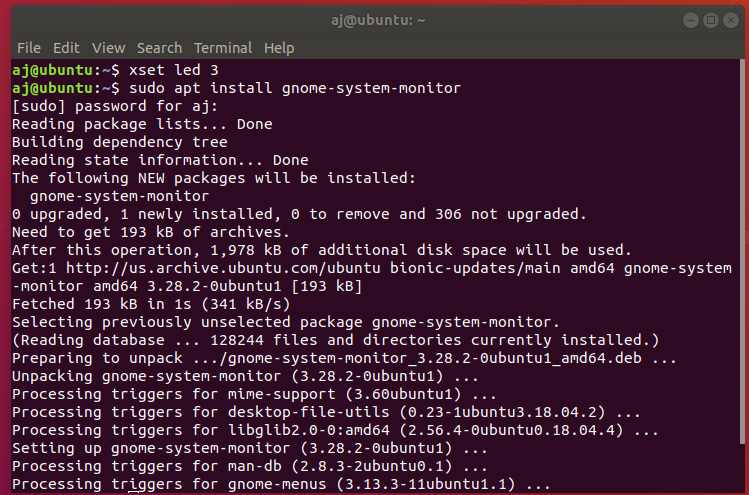 aj@ubuntu: ~
File Edit View Search Terminal Help
aj@ubuntu:~$ xset led 3
aj@ubuntu:~$ sudo apt install gnome-system-monitor
[sudo] password for aj:
Reading package lists... Done
Building dependency tree
Reading state information... Done
The following NEW packages will be installed:
  gnome-system-monitor
0 upgraded, 1 newly installed, 0 to remove and 306 not upgraded.
Need to get 193 kB of archives.
After this operation, 1,978 kB of additional disk space will be used.
Get:1 http://us.archive.ubuntu.com/ubuntu bionic-updates/main amd64 gnome-system
-monitor amd64 3.28.2-0ubuntu1 [193 kB]
Fetched 193 kB in 1s (341 kB/s)
Selecting previously unselected package gnome-system-monitor.
(Reading database ... 128244 files and directories currently installed.)
Preparing to unpack .../gnome-system-monitor_3.28.2-0ubuntu1_amd64.deb ...
Unpacking gnome-system-monitor (3.28.2-0ubuntu1) ...
Processing triggers for mime-support (3.60ubuntu1) ...
Processing triggers for desktop-file-utils (0.23-1ubuntu3.18.04.2) ...
Processing triggers for libglib2.0-0:amd64 (2.56.4-0ubuntu0.18.04.4) ...
Setting up gnome-system-monitor (3.28.2-0ubuntu1) ...
Processing triggers for man-db (2.8.3-2ubuntu0.1) ...
Processing triggers for gnome-menus (3.13.3-11ubuntu1.1) ...